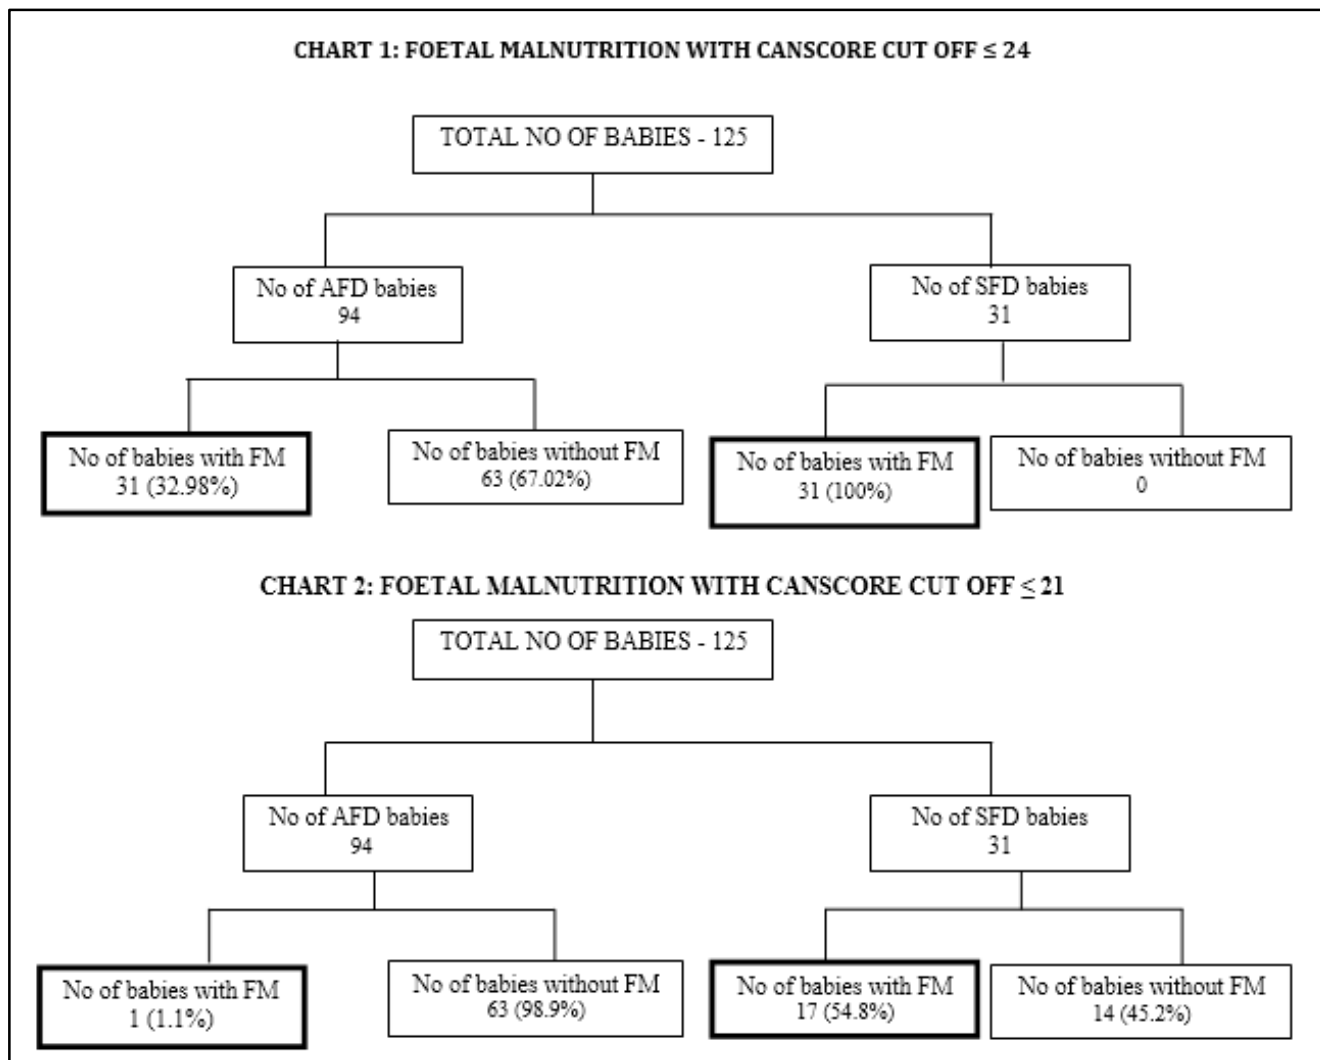 CHART 1: FOETAL MALNUTRITION WITH CANSCORE CUT OFF ≤ 24
TOTAL NO OF BABIES - 125
No of AFD babies
94
No of SFD babies
31
No of babies with FM
31 (32.98%)
No of babies without FM
63 (67.02%)
No of babies with FM
31 (100%)
No of babies without FM
0
CHART 2: FOETAL MALNUTRITION WITH CANSCORE CUT OFF ≤ 21
TOTAL NO OF BABIES - 125
No of AFD babies
94
No of SFD babies
31
No of babies with FM
1 (1.1%)
No of babies without FM
63 (98.9%)
No of babies with FM
17 (54.8%)
No of babies without FM
14 (45.2%)